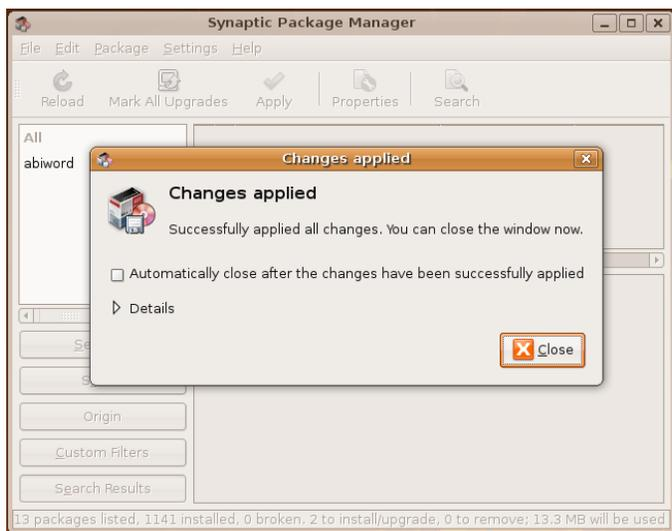 Synaptic Package Manager
File Edit Package Settings Help
Reload Mark All Upgrades Apply Properties Search
All
abiword
Changes applied
Changes applied
Successfully applied all changes. You can close the window now.
Automatically close after the changes have been successfully applied
Details
Close
Origin
Custom Filters
Search Results
13 packages listed, 1141 installed, 0 broken. 2 to install/upgrade, 0 to remove; 13.3 MB will be used